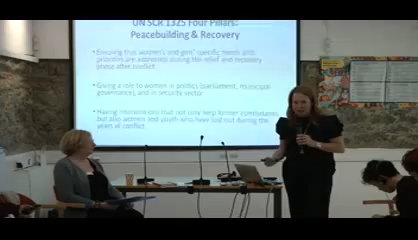 UN SCR 1325 Four Pillars:
Peacebuilding & Recovery
Ensuring that women's and girls' specific needs and
priorities are addressed during the relief and recovery
phase after conflict
Giving a role to women in politics (parliament, municipal
governance), and in security sector
Having interventions that not only help former combatants
but also women and youth who have lost out during the
years of conflict